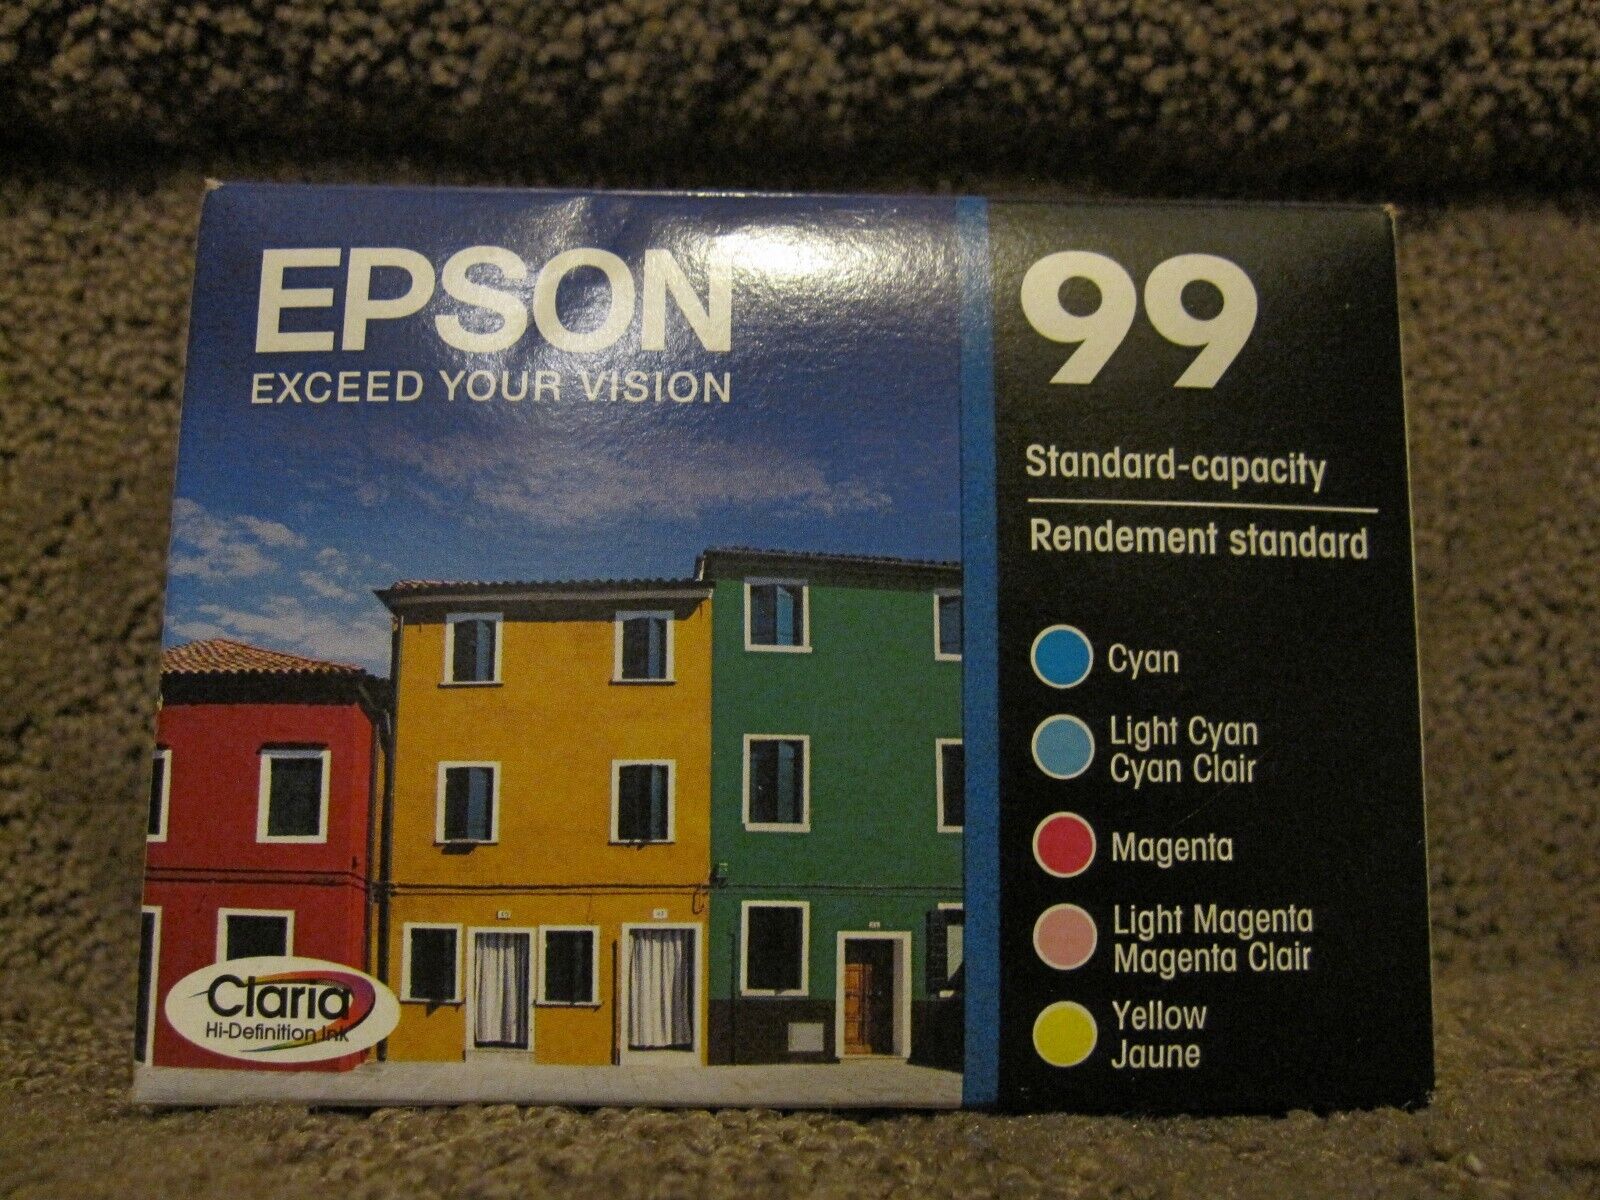 EPSON
EXCEED YOUR VISION
99
Standard-capacity
Rendement standard
Cyan
Light Cyan
Cyan Clair
Magenta
Light Magenta
Magenta Clair
Yellow
Jaune
Claria
Hi-Definition Ink